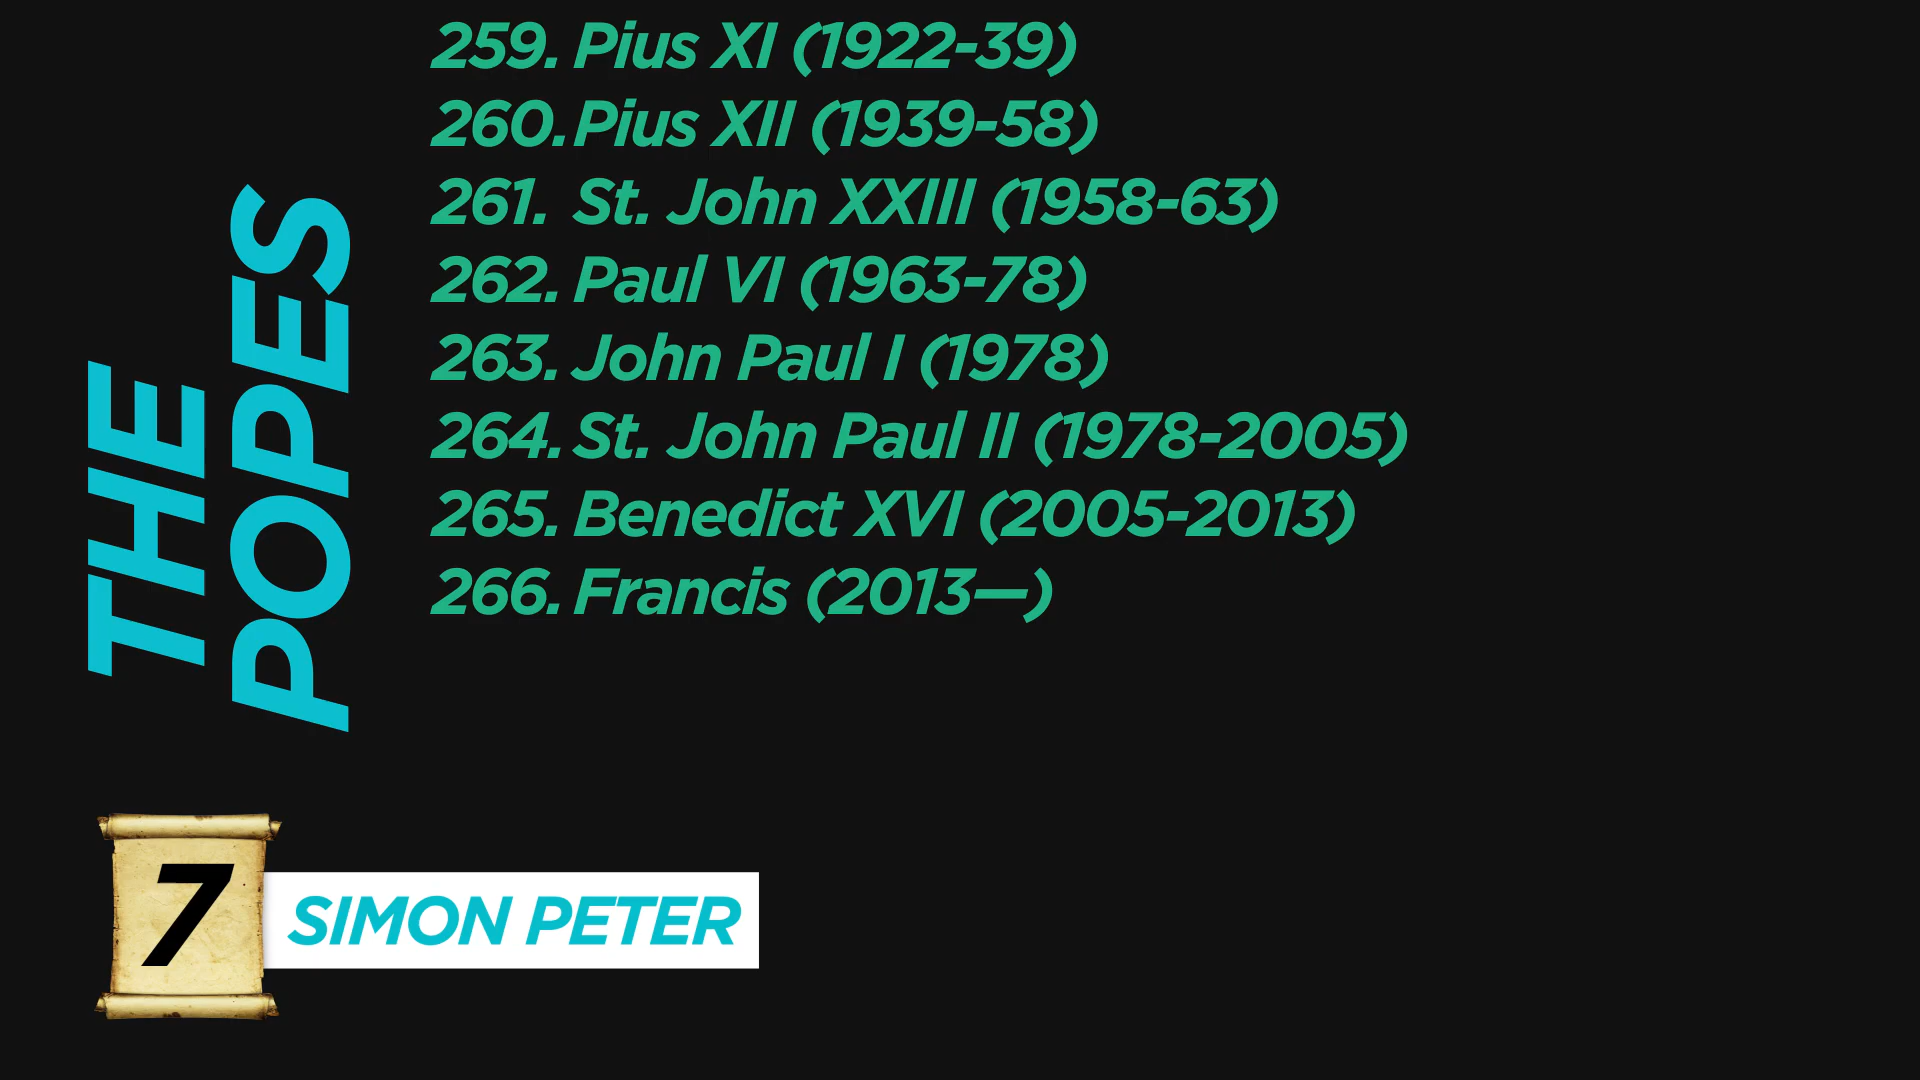 THE
POPES
259. Pius XI (1922-39)
260. Pius XII (1939-58)
261. St. John XXIII (1958-63)
262. Paul VI (1963-78)
263. John Paul I (1978)
264. St. John Paul II (1978-2005)
265. Benedict XVI (2005-2013)
266. Francis (2013—)
7
SIMON PETER